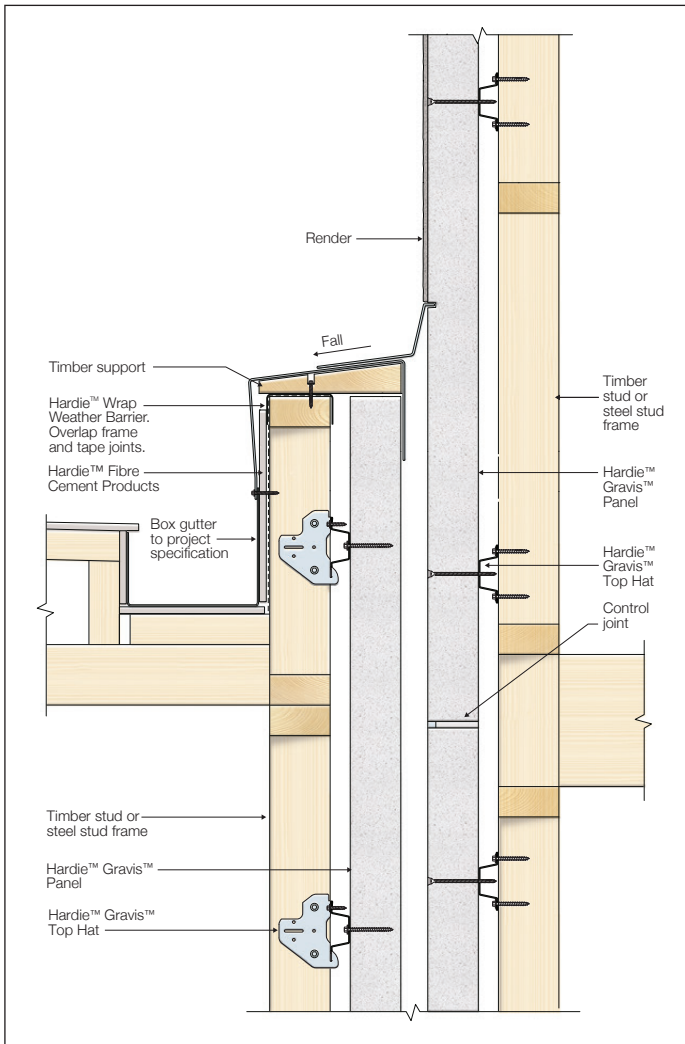 Render
Fall
Timber support
Hardie™ Wrap
Weather Barrier.
Overlap frame
and tape joints.
Hardie™ Fibre
Cement Products
Box gutter
to project
specification
Timber
stud or
steel stud
frame
Hardie™
Gravis™
Panel
Hardie™
Gravis™
Top Hat
Control
joint
Timber stud or
steel stud frame
Hardie™ Gravis™
Panel
Hardie™ Gravis™
Top Hat